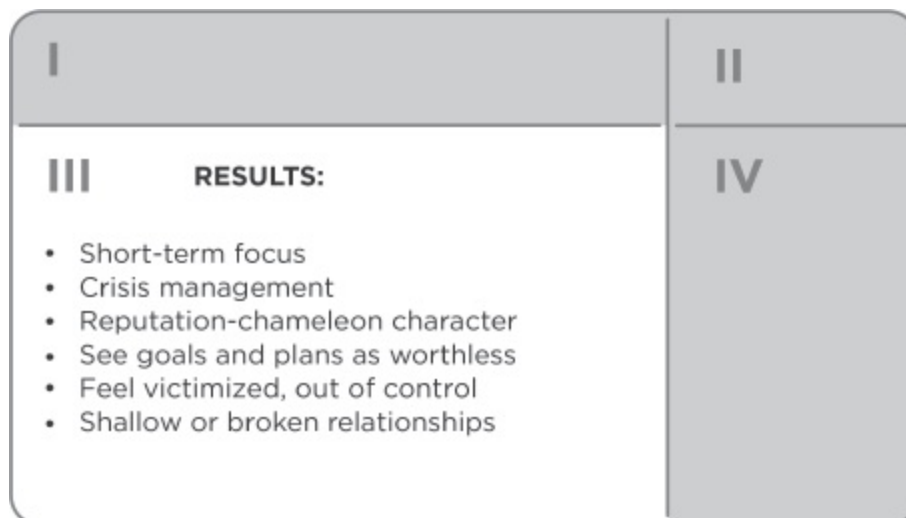 I
II
III RESULTS:
IV
• Short-term focus
• Crisis management
• Reputation-chameleon character
• See goals and plans as worthless
• Feel victimized, out of control
• Shallow or broken relationships